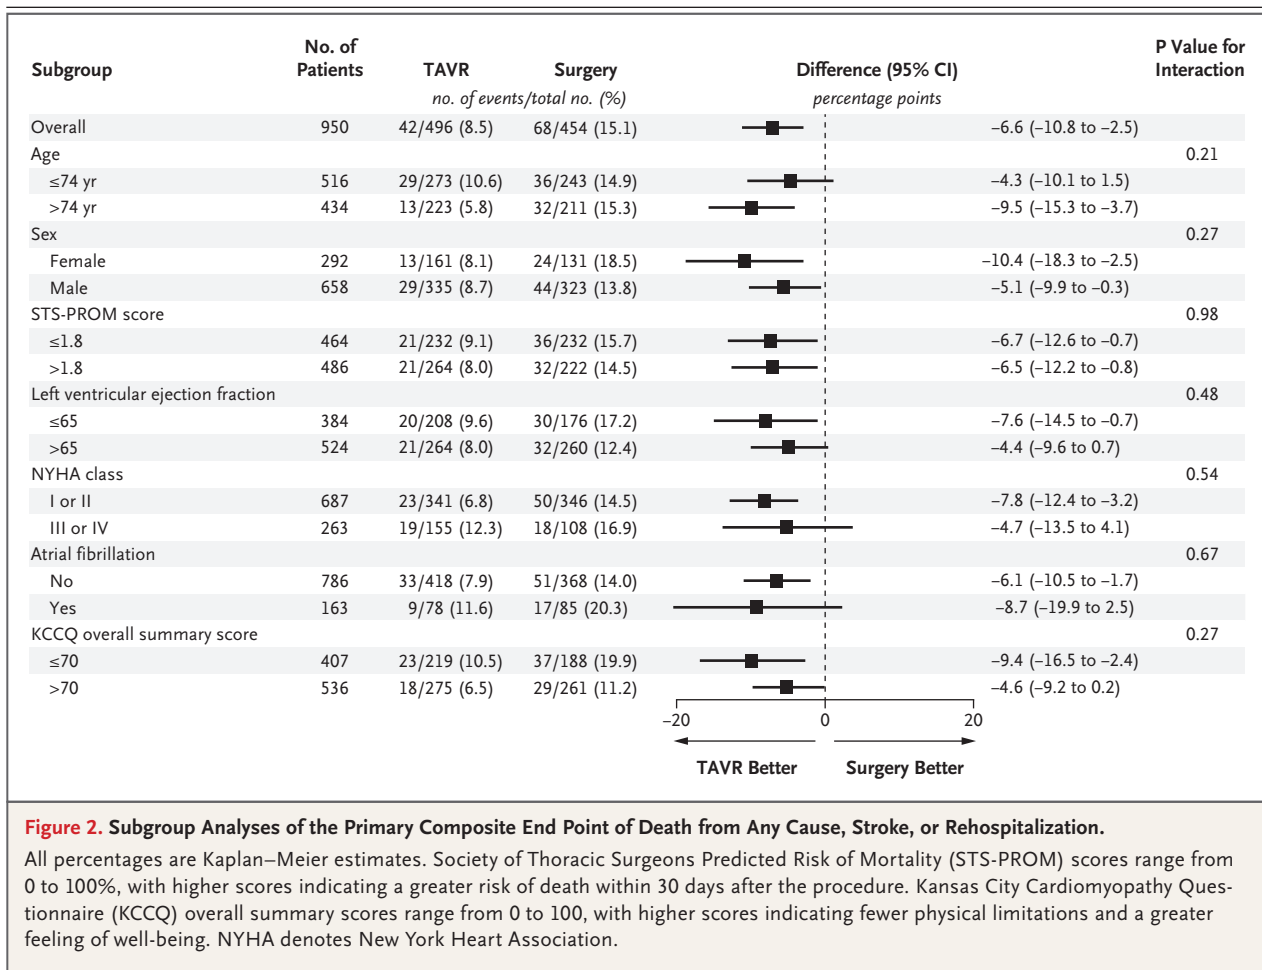 Subgroup No. of Patients TAVR Surgery Difference (95% CI) P Value for Interaction
no. of events/total no. (%) percentage points
Overall 950 42/496 (8.5) 68/454 (15.1) −6.6 (−10.8 to −2.5)
Age 0.21
≤74 yr 516 29/273 (10.6) 36/243 (14.9) −4.3 (−10.1 to 1.5)
>74 yr 434 13/223 (5.8) 32/211 (15.3) −9.5 (−15.3 to −3.7)
Sex 0.27
Female 292 13/161 (8.1) 24/131 (18.5) −10.4 (−18.3 to −2.5)
Male 658 29/335 (8.7) 44/323 (13.8) −5.1 (−9.9 to −0.3)
STS-PROM score 0.98
≤1.8 464 21/232 (9.1) 36/232 (15.7) −6.7 (−12.6 to −0.7)
>1.8 486 21/264 (8.0) 32/222 (14.5) −6.5 (−12.2 to −0.8)
Left ventricular ejection fraction 0.48
≤65 384 20/208 (9.6) 30/176 (17.2) −7.6 (−14.5 to −0.7)
>65 524 21/264 (8.0) 32/260 (12.4) −4.4 (−9.6 to 0.7)
NYHA class 0.54
I or II 687 23/341 (6.8) 50/346 (14.5) −7.8 (−12.4 to −3.2)
III or IV 263 19/155 (12.3) 18/108 (16.9) −4.7 (−13.5 to 4.1)
Atrial fibrillation 0.67
No 786 33/418 (7.9) 51/368 (14.0) −6.1 (−10.5 to −1.7)
Yes 163 9/78 (11.6) 17/85 (20.3) −8.7 (−19.9 to 2.5)
KCCQ overall summary score 0.27
≤70 407 23/219 (10.5) 37/188 (19.9) −9.4 (−16.5 to −2.4)
>70 536 18/275 (6.5) 29/261 (11.2) −4.6 (−9.2 to 0.2)
−20 0 20
TAVR Better Surgery Better
Figure 2. Subgroup Analyses of the Primary Composite End Point of Death from Any Cause, Stroke, or Rehospitalization.
All percentages are Kaplan–Meier estimates. Society of Thoracic Surgeons Predicted Risk of Mortality (STS-PROM) scores range from
0 to 100%, with higher scores indicating a greater risk of death within 30 days after the procedure. Kansas City Cardiomyopathy Ques-
tionnaire (KCCQ) overall summary scores range from 0 to 100, with higher scores indicating fewer physical limitations and a greater
feeling of well-being. NYHA denotes New York Heart Association.